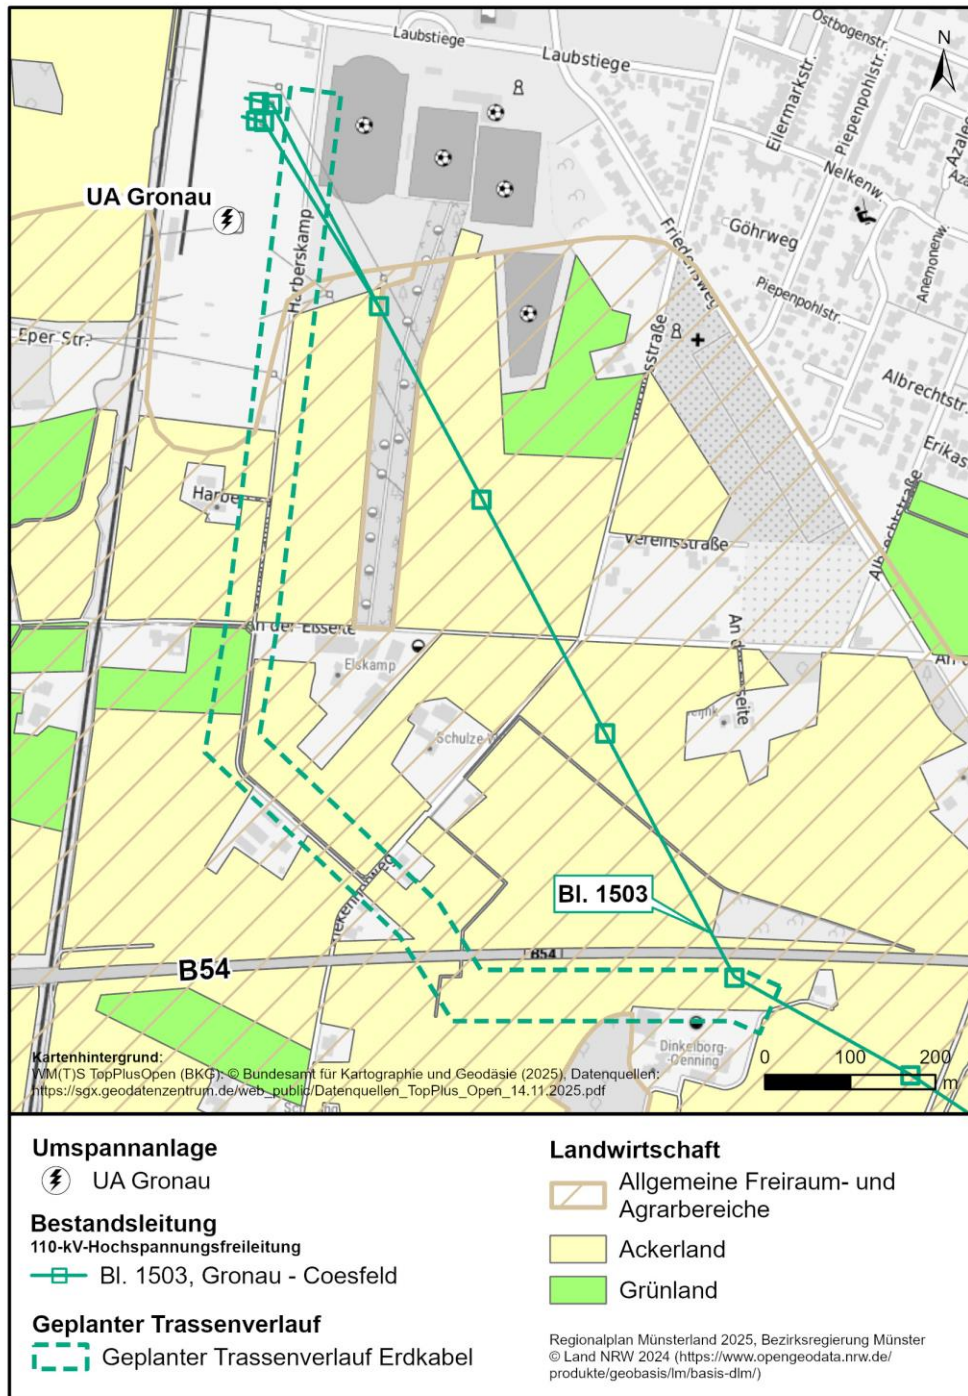 Laubstiege
Laubstiege
Ostbogenstr.
N
Eilermarkstr.
Piepenpohlstr.
Nelkenw.
UA Gronau
Harberskamp
Friedensweg
Göhrweg
Anemonenw.
Piepenpohlstr.
Eper Str.
Albrechtstr.
Albrechtstraße
Vereinsstraße
An der Eßseite
Elskamp
Schulze
Bl. 1503
B54
B54
Dinkelborg-
Oenning
0 100 200
m
Kartenhintergrund:
WM(T)S TopPlusOpen (BKG): © Bundesamt für Kartographie und Geodäsie (2025), Datenquellen:
https://sgx.geodatenzentrum.de/web_public/Datenquellen_TopPlus_Open_14.11.2025.pdf
Umspannanlage
UA Gronau
Bestandsleitung
110-kV-Hochspannungsfreileitung
Bl. 1503, Gronau - Coesfeld
Geplanter Trassenverlauf
Geplanter Trassenverlauf Erdkabel
Landwirtschaft
Allgemeine Freiraum- und
Agrarbereiche
Ackerland
Grünland
Regionalplan Münsterland 2025, Bezirksregierung Münster
© Land NRW 2024 (https://www.opengeodata.nrw.de/
produkte/geobasis/lm/basis-dlm/)